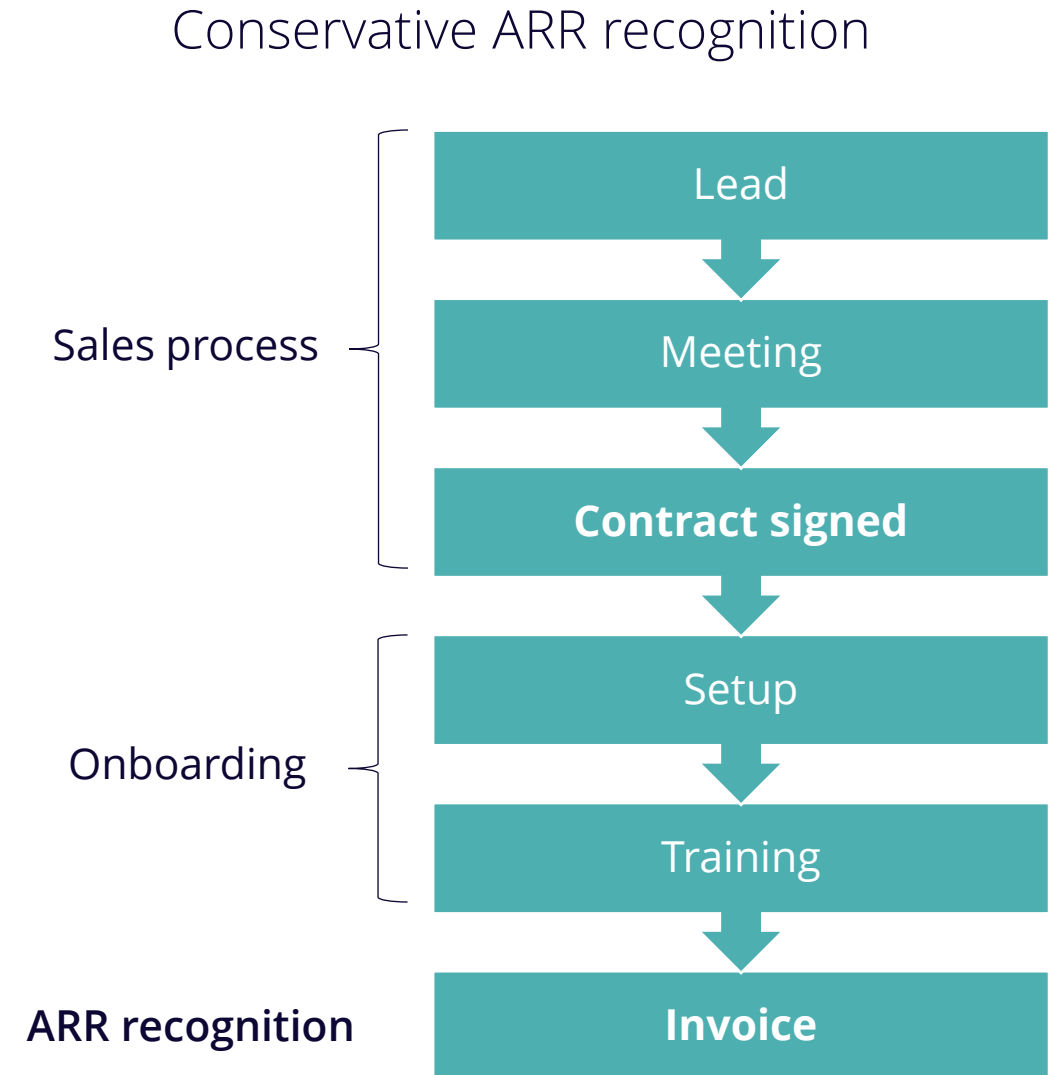 Conservative ARR recognition
Lead
Sales process
Meeting
Contract signed
Setup
Onboarding
Training
ARR recognition
Invoice